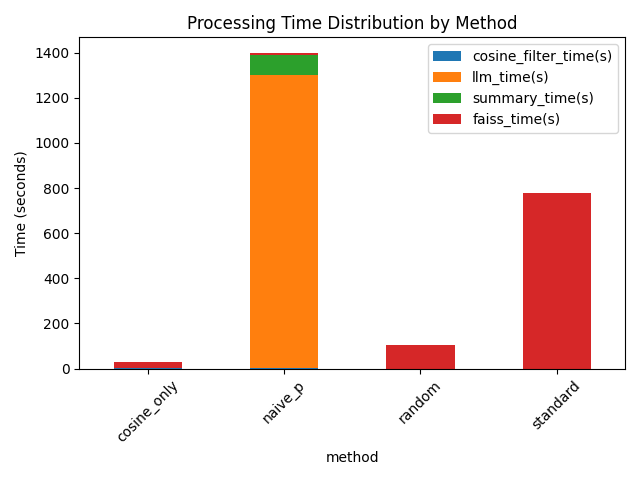 Processing Time Distribution by Method
cosine_filter_time(s)
llm_time(s)
summary_time(s)
faiss_time(s)
Time (seconds)
1400
1200
1000
800
600
400
200
0
cosine_only
naive_p
random
standard
method